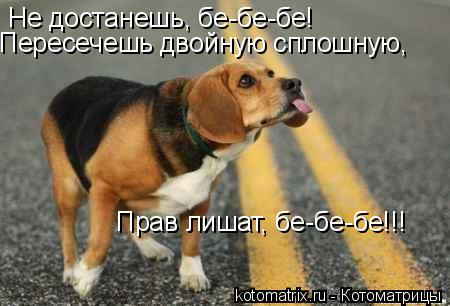 Не достанешь, бе-бе-бе!
Пересечешь двойную сплошную,
Прав лишат, бе-бе-бе!!!
kotomatrix.ru - Котоматрицы